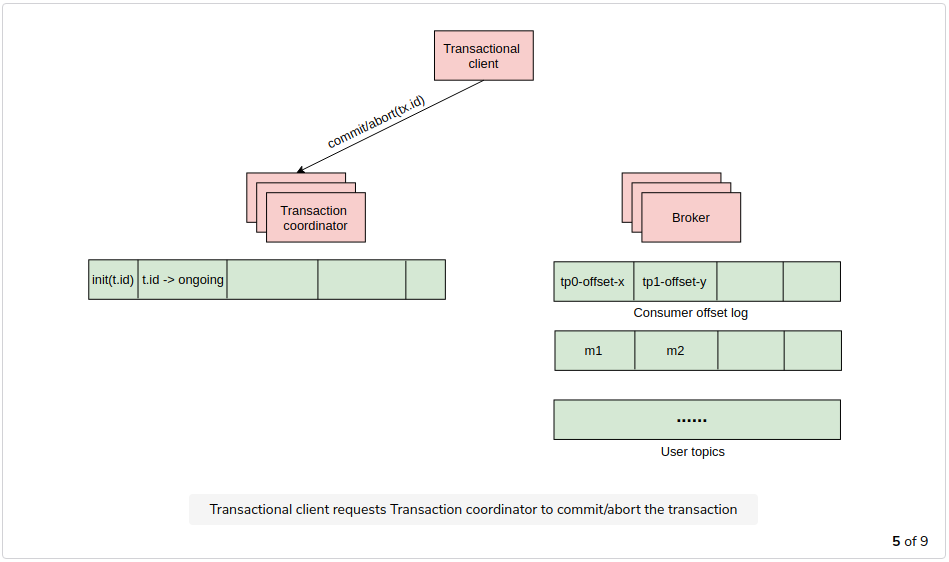 Transactional
client
commit/abort(tx.id)
Transaction
coordinator
Broker
init(t.id) t.id -> ongoing
tp0-offset-x tp1-offset-y
Consumer offset log
m1 m2
......
User topics
Transactional client requests Transaction coordinator to commit/abort the transaction
5 of 9